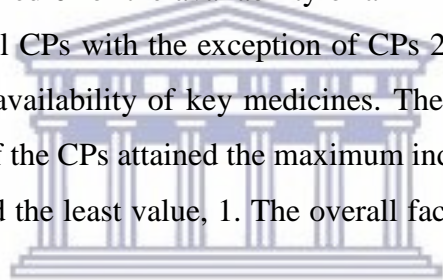 l CPs with the exception of CPs 2
availability of key medicines. The
f the CPs attained the maximum ind
d the least value, 1. The overall fac